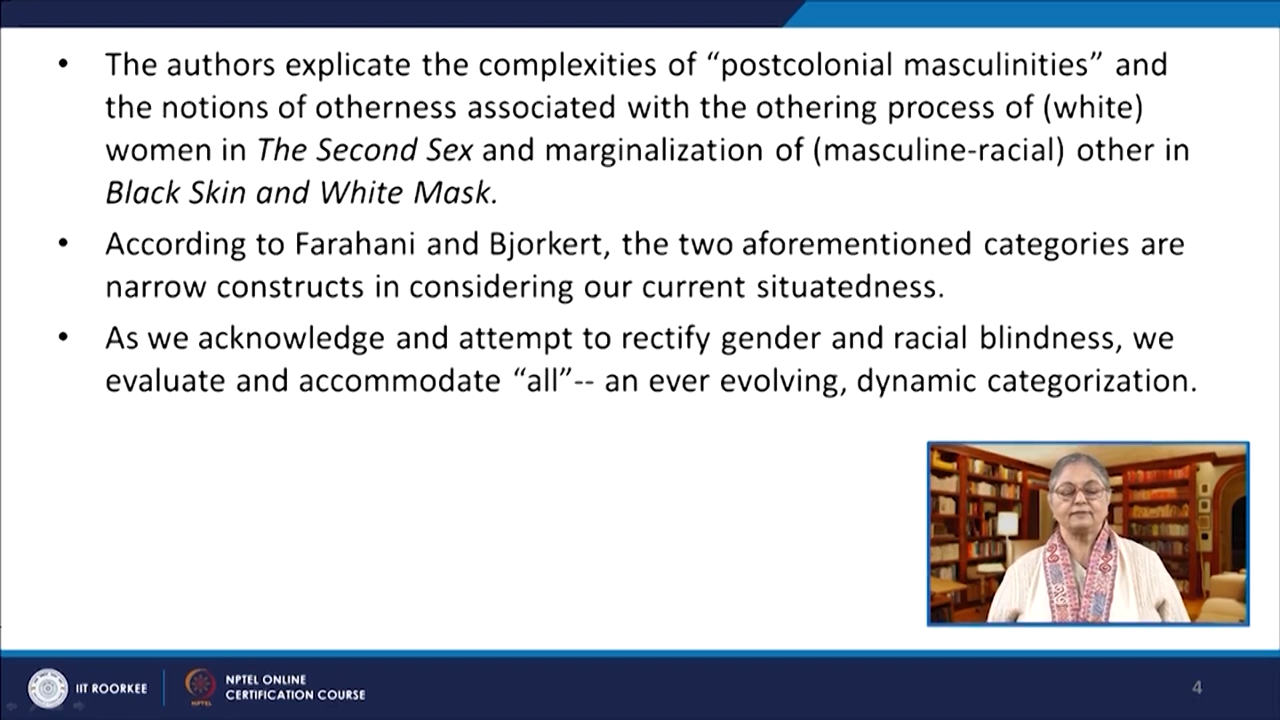 • The authors explicate the complexities of “postcolonial masculinities” and
the notions of otherness associated with the othering process of (white)
women in The Second Sex and marginalization of (masculine-racial) other in
Black Skin and White Mask.
• According to Farahani and Bjorkert, the two aforementioned categories are
narrow constructs in considering our current situatedness.
• As we acknowledge and attempt to rectify gender and racial blindness, we
evaluate and accommodate “all”-- an ever evolving, dynamic categorization.
IIT ROORKEE
NPTEL
NPTEL ONLINE
CERTIFICATION COURSE
4